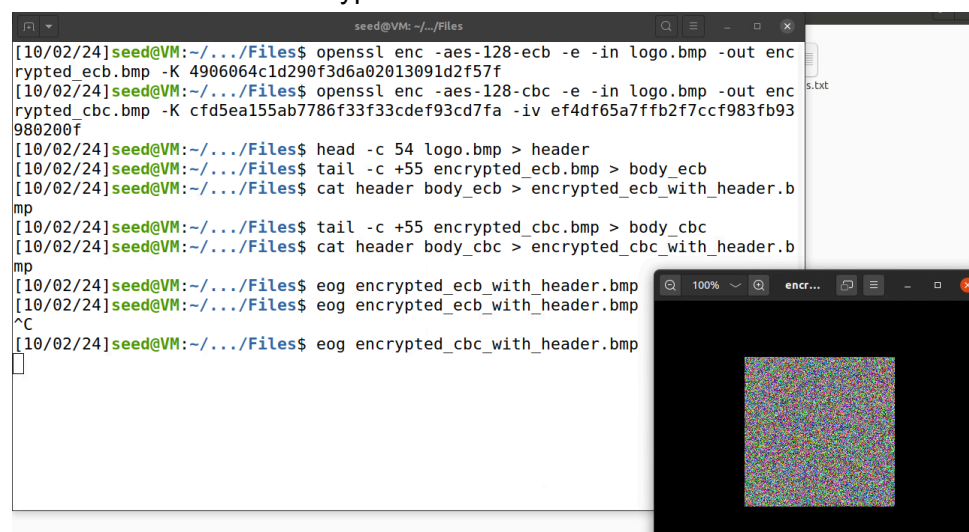 seed@VM: ~/.../Files
[10/02/24]seed@VM:~/.../Files$ openssl enc -aes-128-ecb -e -in logo.bmp -out enc
rypted_ecb.bmp -K 4906064c1d290f3d6a02013091d2f57f
s.txt
[10/02/24]seed@VM:~/.../Files$ openssl enc -aes-128-cbc -e -in logo.bmp -out enc
rypted_cbc.bmp -K cfd5ea155ab7786f33f33cdef93cd7fa -iv ef4df65a7ffb2f7ccf983fb93
980200f
[10/02/24]seed@VM:~/.../Files$ head -c 54 logo.bmp > header
[10/02/24]seed@VM:~/.../Files$ tail -c +55 encrypted_ecb.bmp > body_ecb
[10/02/24]seed@VM:~/.../Files$ cat header body_ecb > encrypted_ecb_with_header.b
mp
[10/02/24]seed@VM:~/.../Files$ tail -c +55 encrypted_cbc.bmp > body_cbc
[10/02/24]seed@VM:~/.../Files$ cat header body_cbc > encrypted_cbc_with_header.b
mp
[10/02/24]seed@VM:~/.../Files$ eog encrypted_ecb_with_header.bmp
[10/02/24]seed@VM:~/.../Files$ eog encrypted_ecb_with_header.bmp
^C
[10/02/24]seed@VM:~/.../Files$ eog encrypted_cbc_with_header.bmp
100% encr...